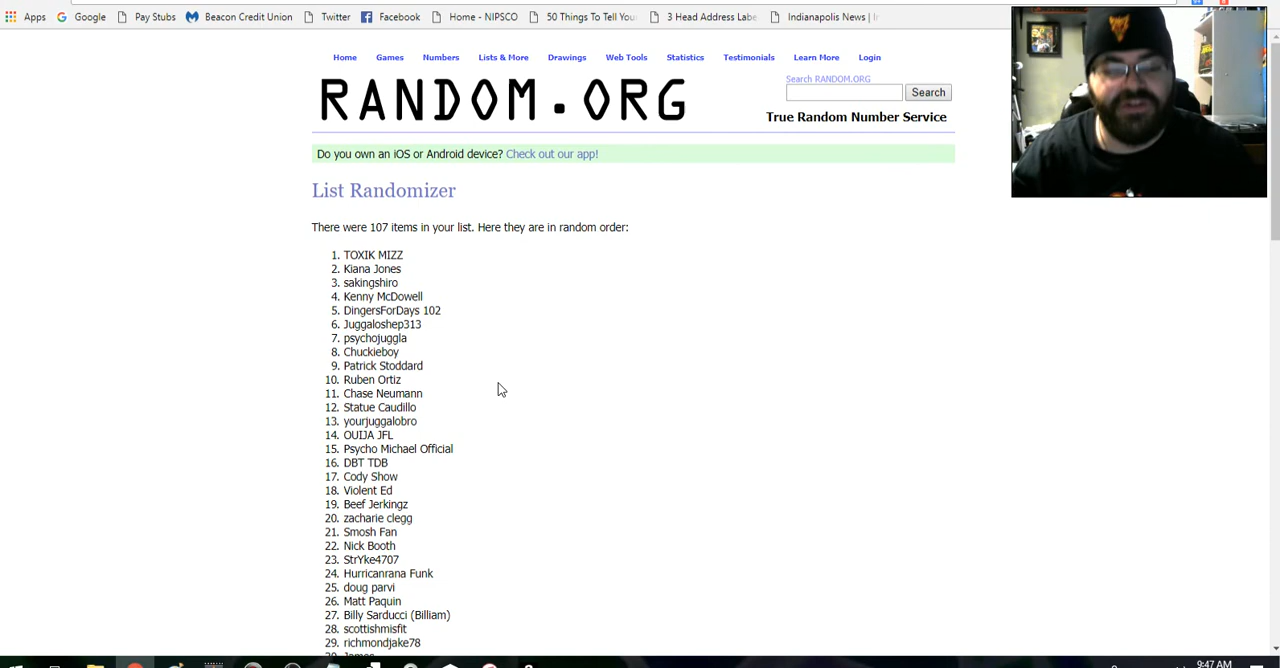 Apps Google Pay Stubs Beacon Credit Union Twitter Facebook Home - NIPSCO 50 Things To Tell You 3 Head Address Labe Indianapolis News | In
Home Games Numbers Lists & More Drawings Web Tools Statistics Testimonials Learn More Login
RANDOM.ORG
Search RANDOM.ORG
Search
True Random Number Service
Do you own an iOS or Android device? Check out our app!
List Randomizer
There were 107 items in your list. Here they are in random order:
1. TOXIK MIZZ
2. Kiana Jones
3. sakingshiro
4. Kenny McDowell
5. DingersForDays 102
6. Juggaloshep313
7. psychojuggla
8. Chuckieboy
9. Patrick Stoddard
10. Ruben Ortiz
11. Chase Neumann
12. Statue Caudillo
13. yourjuggalobro
14. OUIJA JFL
15. Psycho Michael Official
16. DBT TDB
17. Cody Show
18. Violent Ed
19. Beef Jerkingz
20. zacharie clegg
21. Smosh Fan
22. Nick Booth
23. StrYke4707
24. Hurricanrana Funk
25. doug parvi
26. Matt Paquin
27. Billy Sarducci (Billiam)
28. scottishmisfit
29. richmondjake78
30. James
9:47 AM